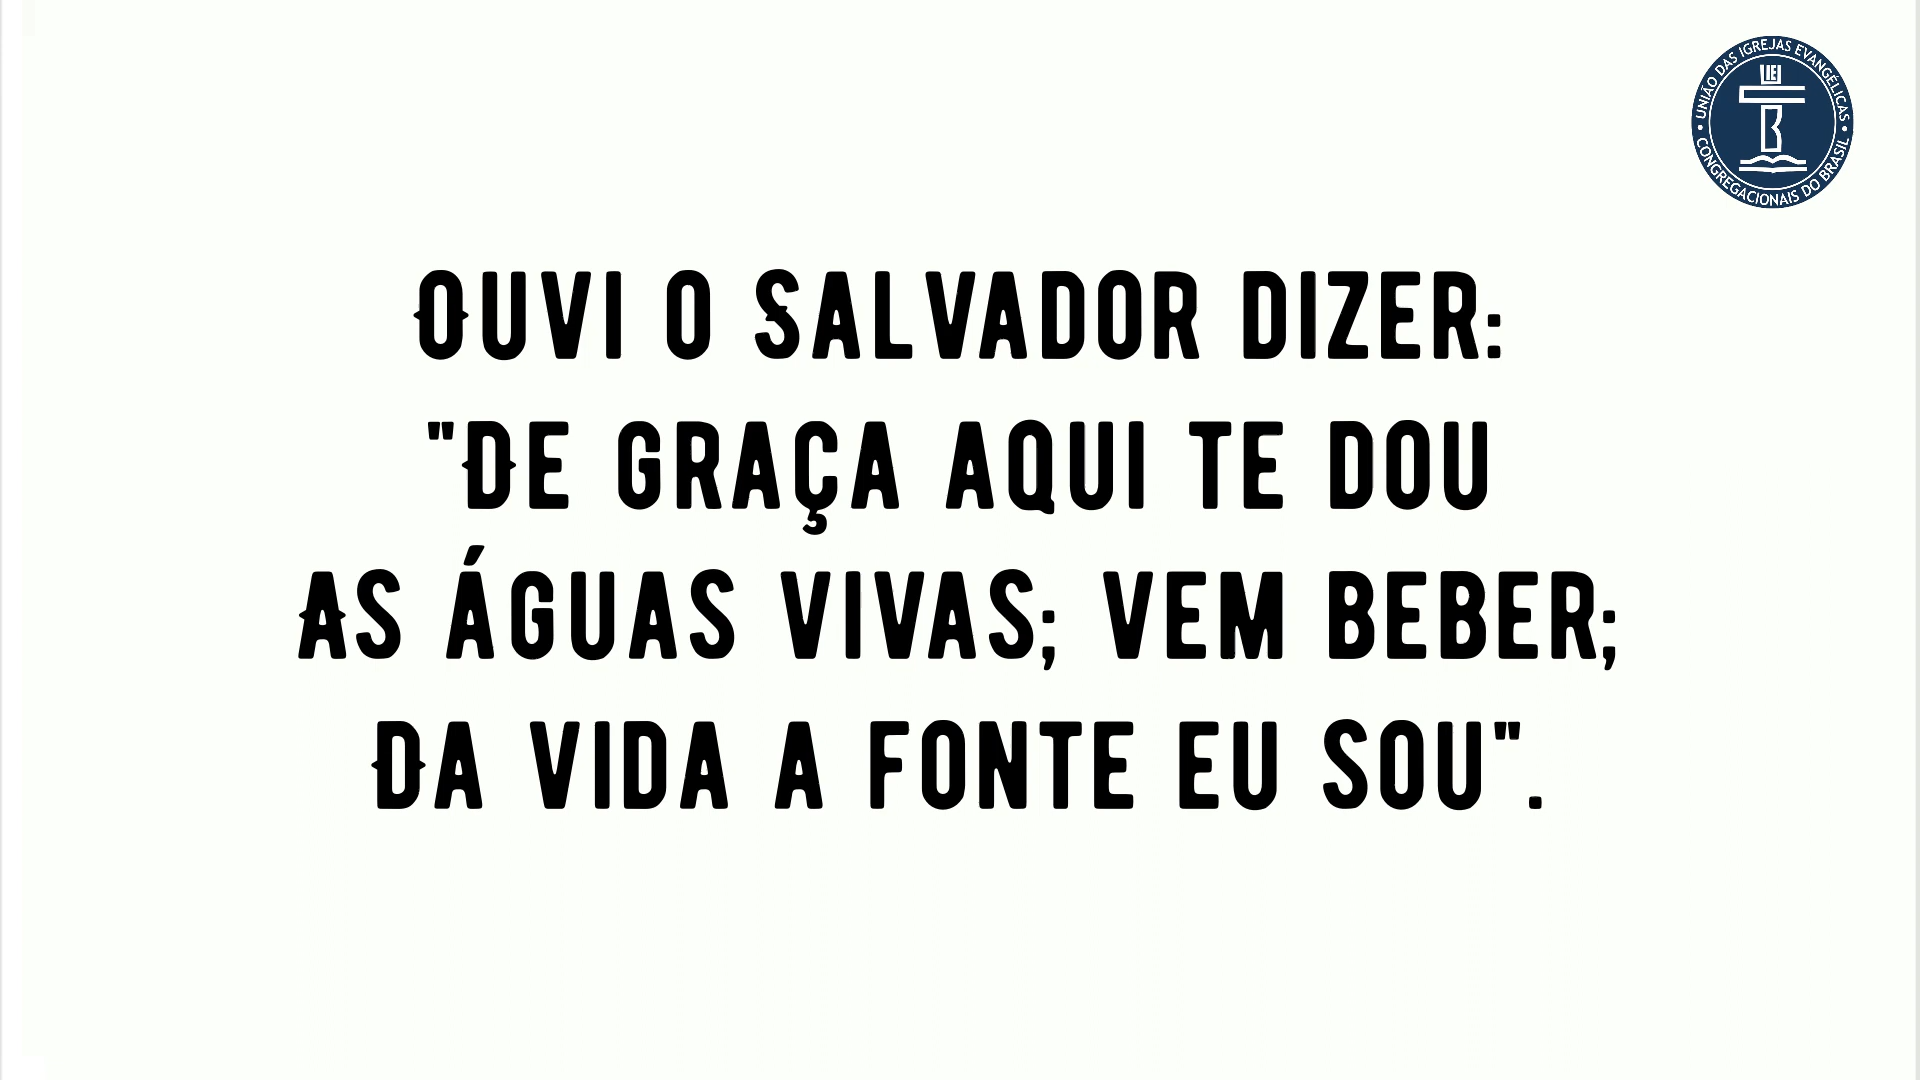 UNIÃO DAS IGREJAS EVANGÉLICAS
CONGREGACIONAIS DO BRASIL
OUVI O SALVADOR DIZER:
"DE GRAÇA AQUI TE DOU
AS ÁGUAS VIVAS; VEM BEBER;
DA VIDA A FONTE EU SOU".